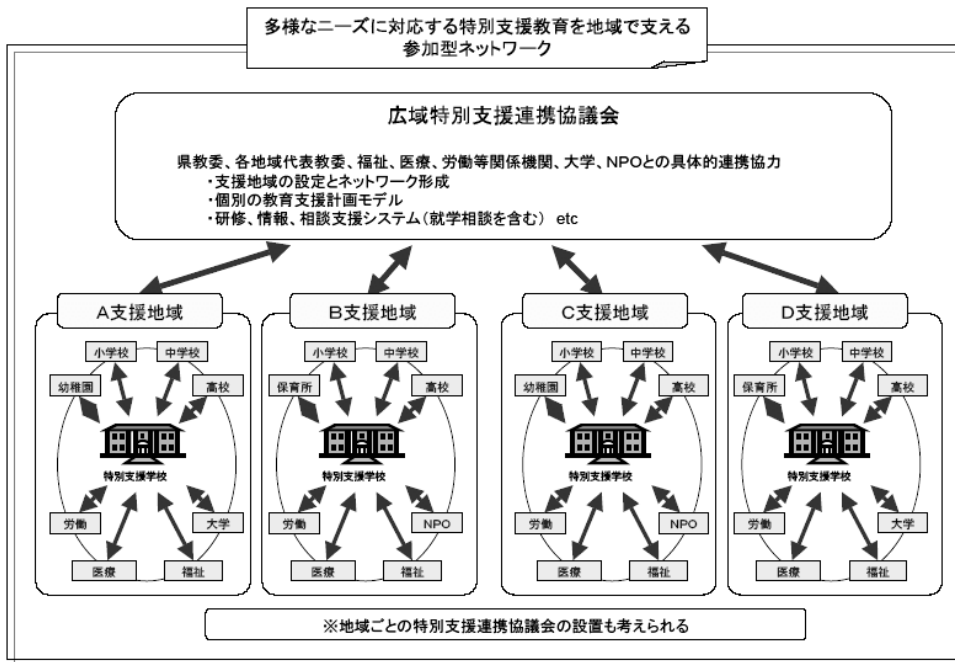 多様なニーズに対応する特別支援教育を地域で支える
参加型ネットワーク
広域特別支援連携協議会
県教委、各地域代表教委、福祉、医療、労働等関係機関、大学、NPOとの具体的連携協力
・支援地域の設定とネットワーク形成
・個別の教育支援計画モデル
・研修、情報、相談支援システム(就学相談を含む) etc
A支援地域
小学校
中学校
幼稚園
高校
特別支援学校
労働
大学
医療
福祉
B支援地域
小学校
中学校
保育所
高校
特別支援学校
労働
NPO
医療
福祉
C支援地域
小学校
中学校
幼稚園
高校
特別支援学校
労働
NPO
医療
福祉
D支援地域
小学校
中学校
保育所
高校
特別支援学校
労働
大学
医療
福祉
※地域ごとの特別支援連携協議会の設置も考えられる